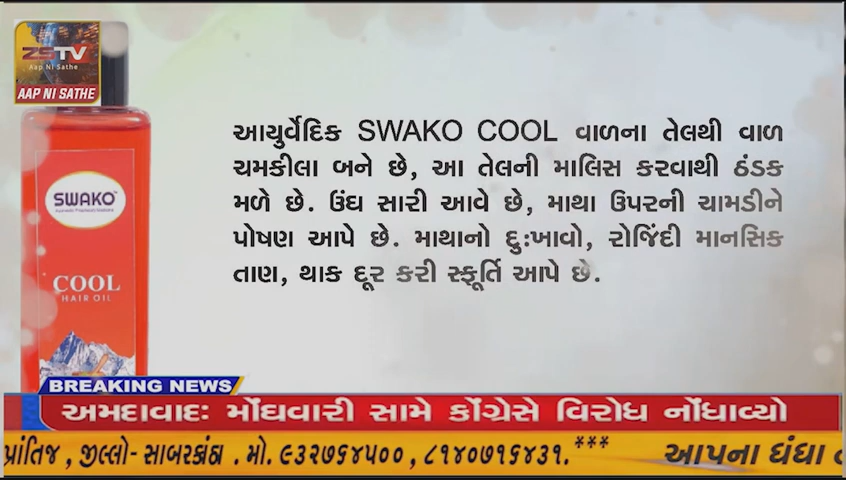 ZSTV
Aap Ni Sathe
AAP NI SATHE
આયુર્વેદિક SWAKO COOL વાળના તેલથી વાળ
ચમકીલા બને છે, આ તેલની માલિસ કરવાથી ઠંડક
મળે છે. ઉંઘ સારી આવે છે, માથા ઉપરની ચામડીને
પોષણ આપે છે. માથાનો દુઃખાવો, રોજિંદી માનસિક
તાણ, થાક દૂર કરી સ્ફૂર્તિ આપે છે.
SWAKO™
COOL
HAIR OIL
BREAKING NEWS
અમદાવાદઃ મોંઘવારી સામે કોંગ્રેસે વિરોધ નોંધાવ્યો
પ્રાંતિજ , જીલ્લો- સાબરકાંઠા . મો. ૯૩૨૭૬૪૫૦૦ , ૮૧૪૦૭૧૬૪૩૧.*** આપના ધંધા